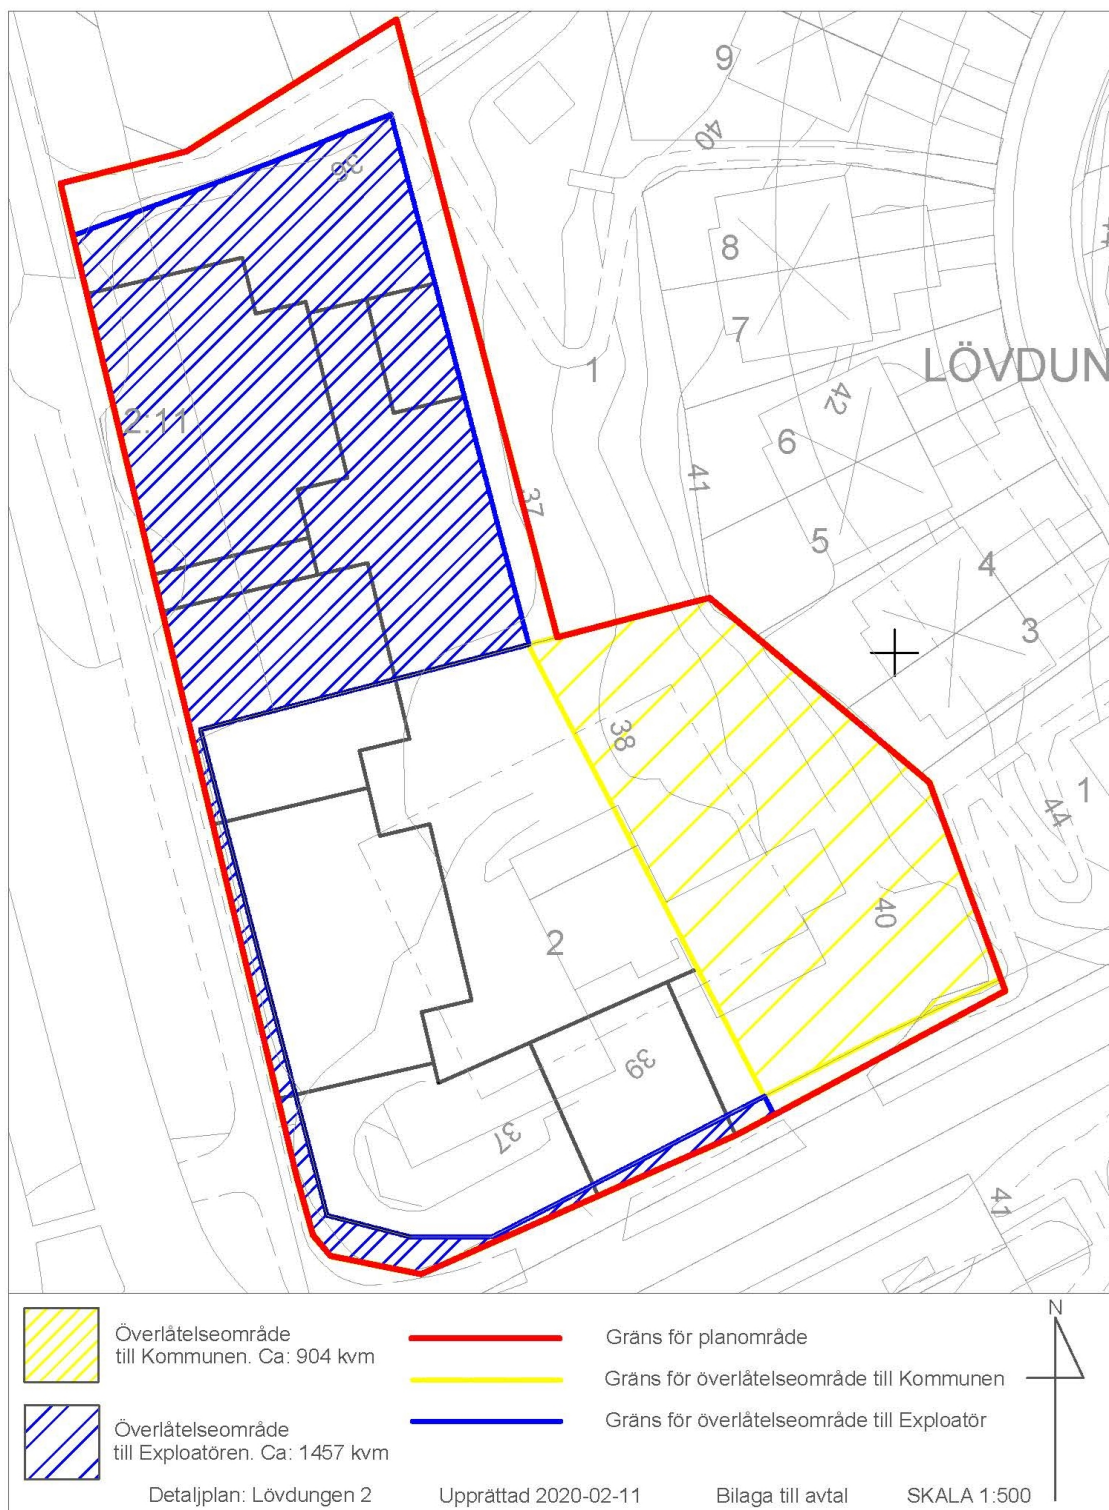 9
40
36
8
7
1
LÖVDUN
42
2:11
6
41
37
5
4
3
38
1
44
40
2
39
37
41
Överlåtelseområde
till Kommunen. Ca: 904 kvm
Gräns för planområde
Gräns för överlåtelseområde till Kommunen
N
Överlåtelseområde
till Exploatören. Ca: 1457 kvm
Gräns för överlåtelseområde till Exploatör
Detaljplan: Lövdungen 2 Upprättad 2020-02-11 Bilaga till avtal SKALA 1:500